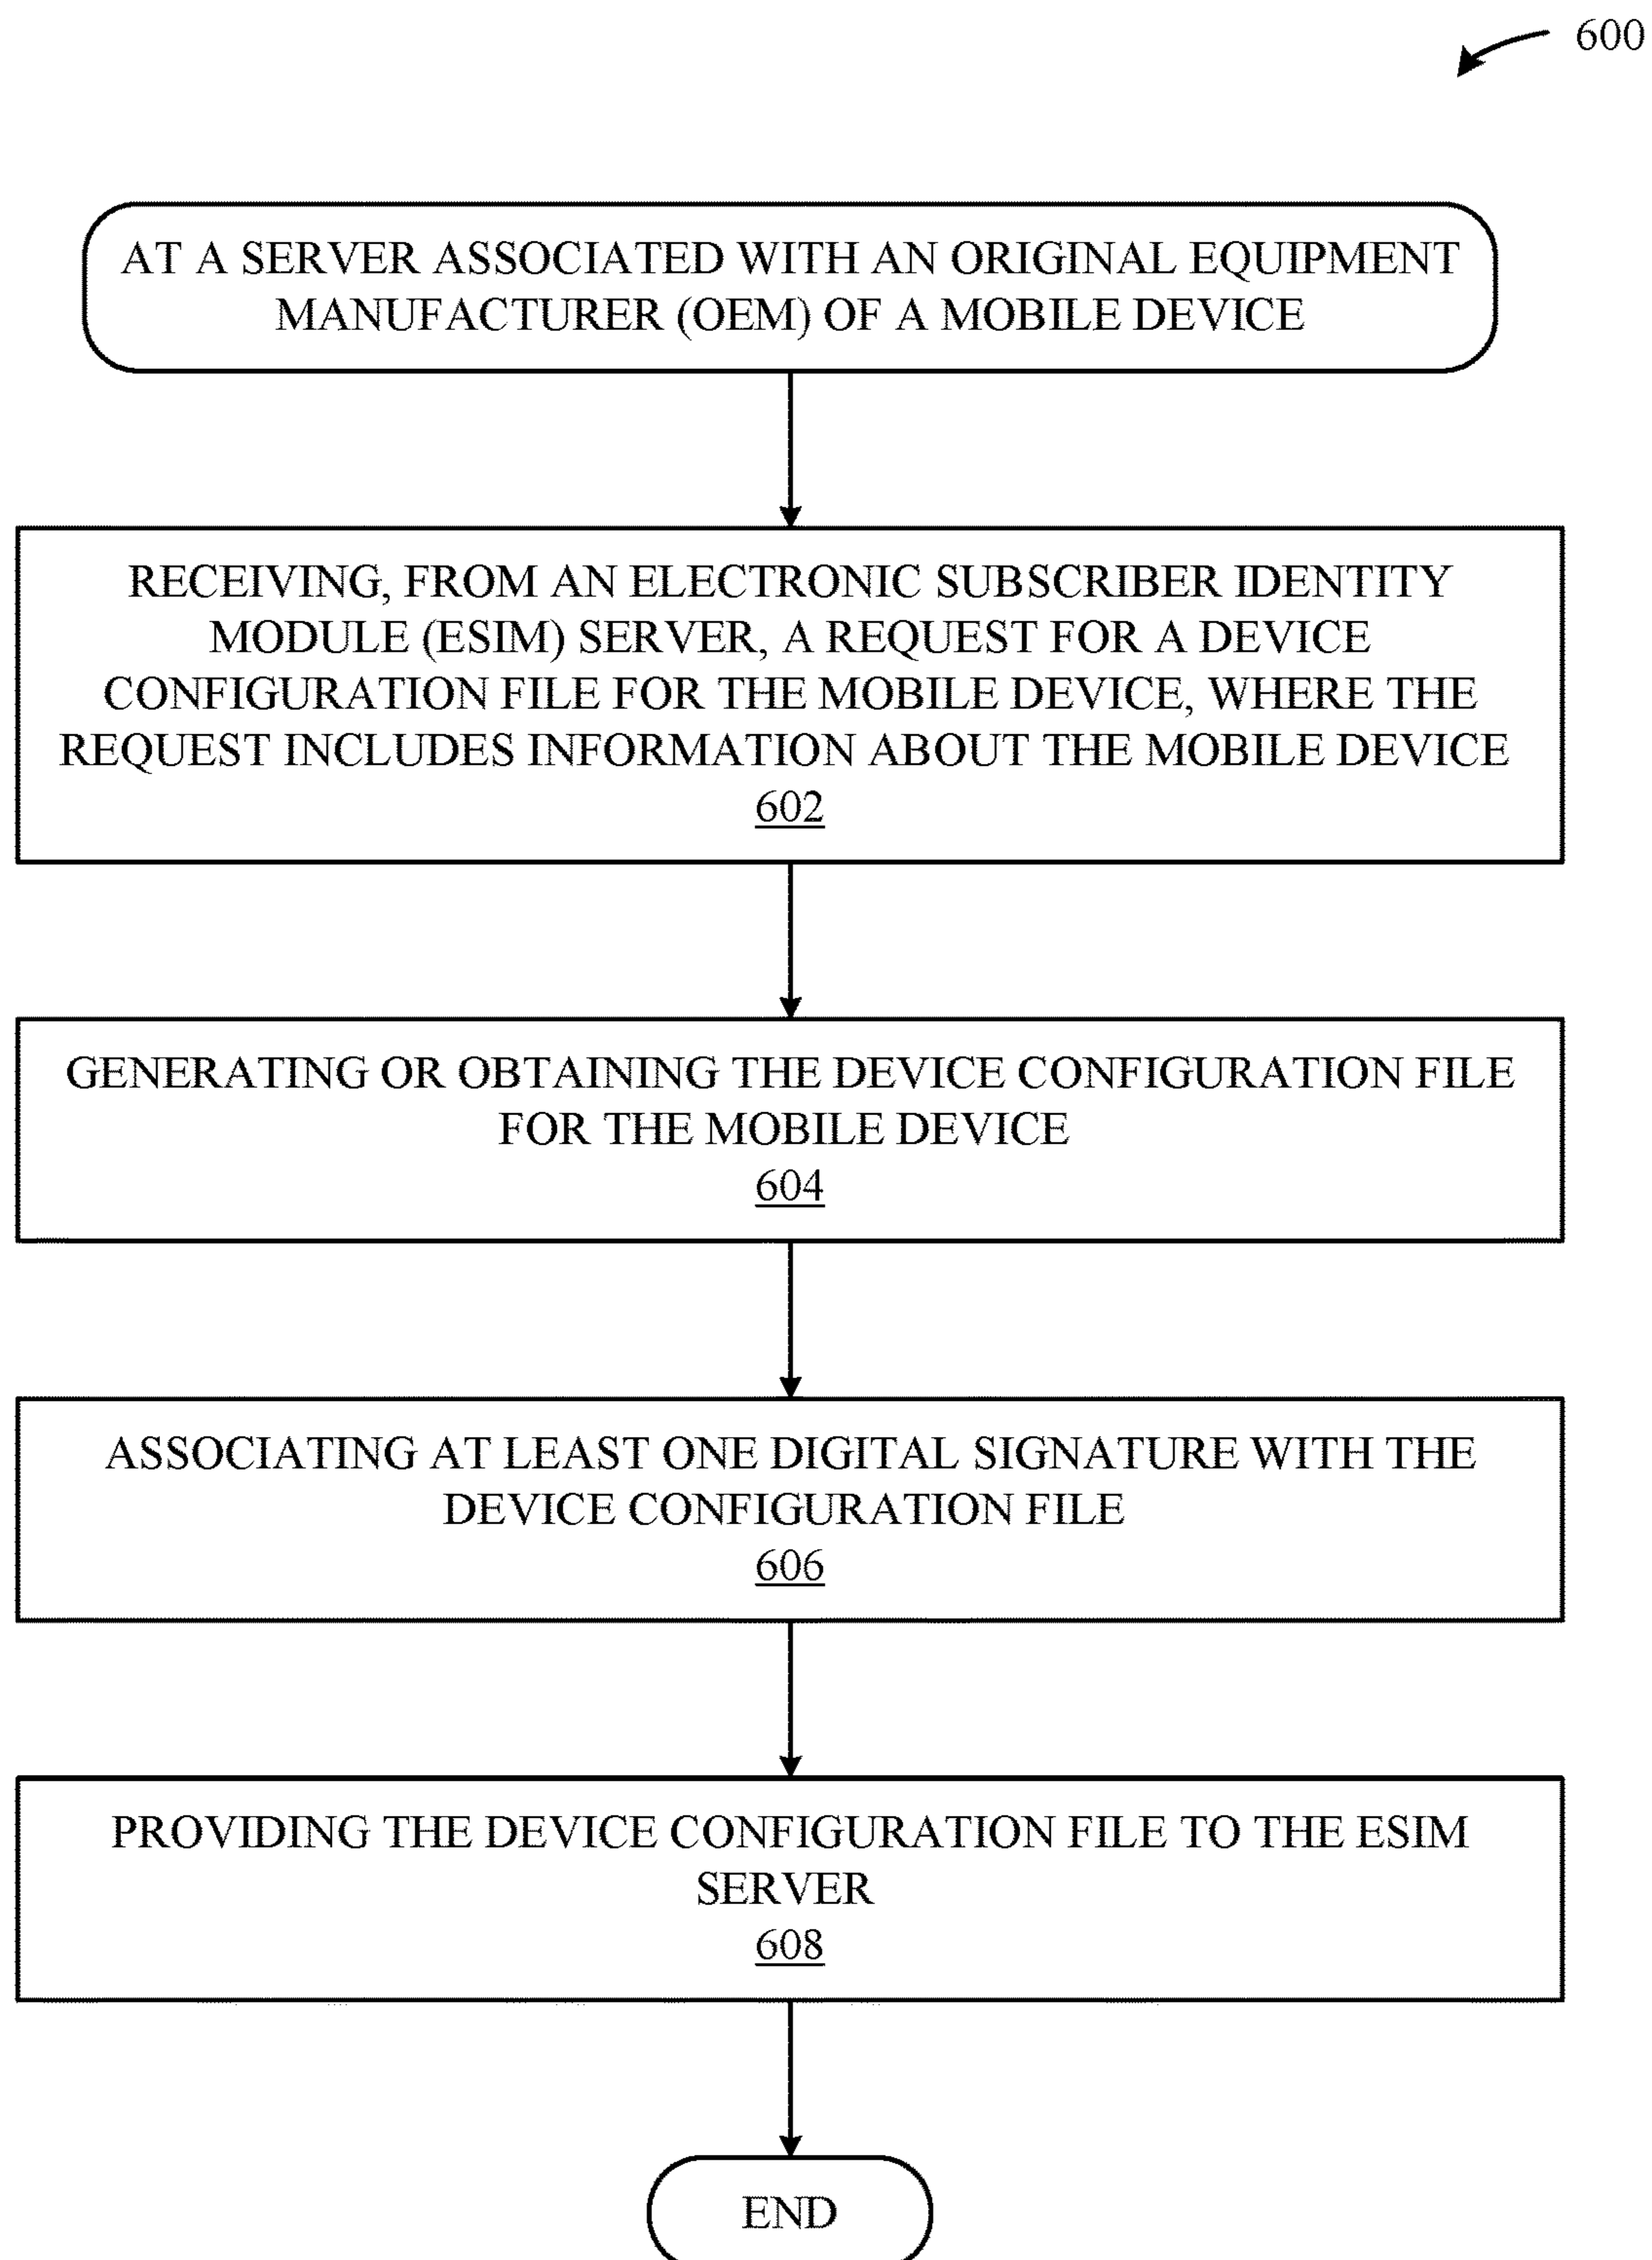 600
AT A SERVER ASSOCIATED WITH AN ORIGINAL EQUIPMENT
MANUFACTURER (OEM) OF A MOBILE DEVICE
RECEIVING, FROM AN ELECTRONIC SUBSCRIBER IDENTITY
MODULE (ESIM) SERVER, A REQUEST FOR A DEVICE
CONFIGURATION FILE FOR THE MOBILE DEVICE, WHERE THE
REQUEST INCLUDES INFORMATION ABOUT THE MOBILE DEVICE
602
GENERATING OR OBTAINING THE DEVICE CONFIGURATION FILE
FOR THE MOBILE DEVICE
604
ASSOCIATING AT LEAST ONE DIGITAL SIGNATURE WITH THE
DEVICE CONFIGURATION FILE
606
PROVIDING THE DEVICE CONFIGURATION FILE TO THE ESIM
SERVER
608
END